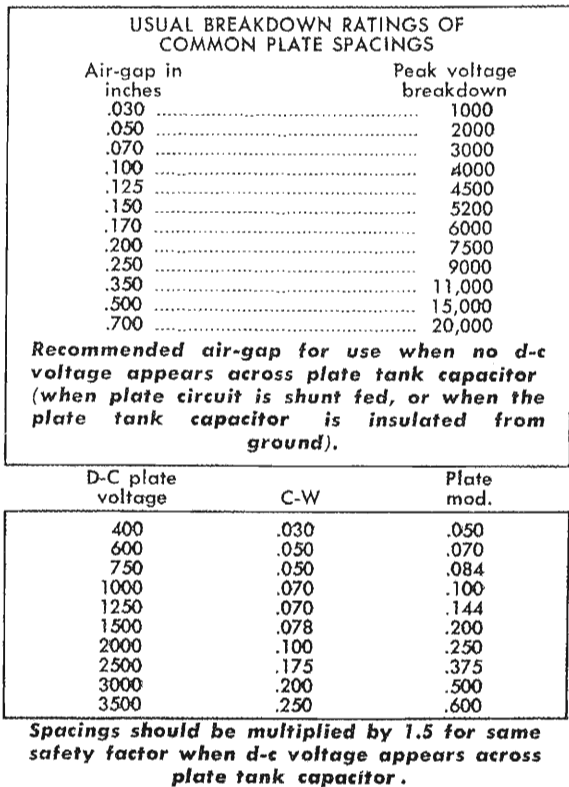 USUAL BREAKDOWN RATINGS OF
COMMON PLATE SPACINGS
Air-gap in Peak voltage
inches breakdown
.030 ........................ 1000
.050 ........................ 2000
.070 ........................ 3000
.100 ........................ 4000
.125 ........................ 4500
.150 ........................ 5200
.170 ........................ 6000
.200 ........................ 7500
.250 ........................ 9000
.350 ........................ 11,000
.500 ........................ 15,000
.700 ........................ 20,000
Recommended air-gap for use when no d-c
voltage appears across plate tank capacitor
(when plate circuit is shunt fed, or when the
plate tank capacitor is insulated from
ground).
D-C plate Plate
voltage C-W mod.
400 .030 .050
600 .050 .070
750 .050 .084
1000 .070 .100
1250 .070 .144
1500 .078 .200
2000 .100 .250
2500 .175 .375
3000 .200 .500
3500 .250 .600
Spacings should be multiplied by 1.5 for same
safety factor when d-c voltage appears across
plate tank capacitor.